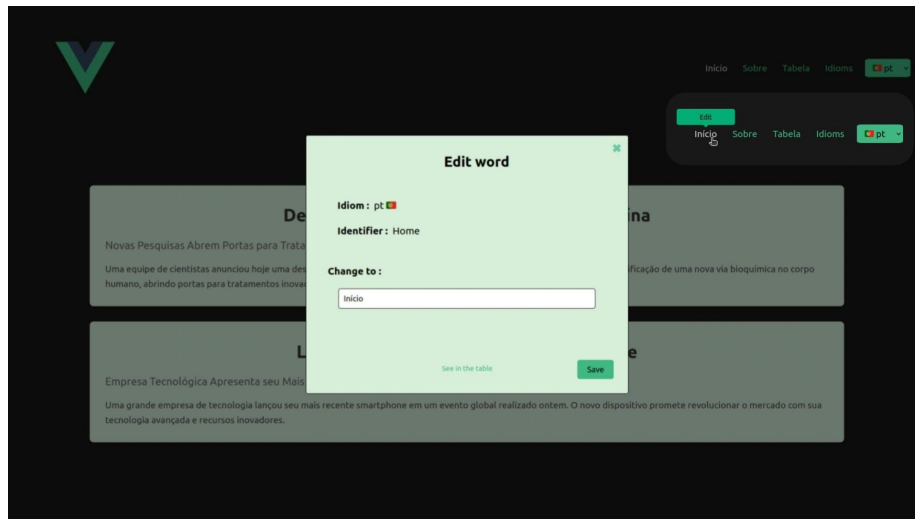 Início Sobre Tabela Idioms pt
Edit
Início Sobre Tabela Idioms pt
Edit word
Idiom : pt
Identifier : Home
Change to :
Início
See in the table
Save
De
ina
Novas Pesquisas Abrem Portas para Trata
Uma equipe de cientistas anunciou hoje uma des
ificação de uma nova via bioquímica no corpo
humano, abrindo portas para tratamentos inova
L
e
Empresa Tecnológica Apresenta seu Mais
Uma grande empresa de tecnologia lançou seu mais recente smartphone em um evento global realizado ontem. O novo dispositivo promete revolucionar o mercado com sua
tecnologia avançada e recursos inovadores.